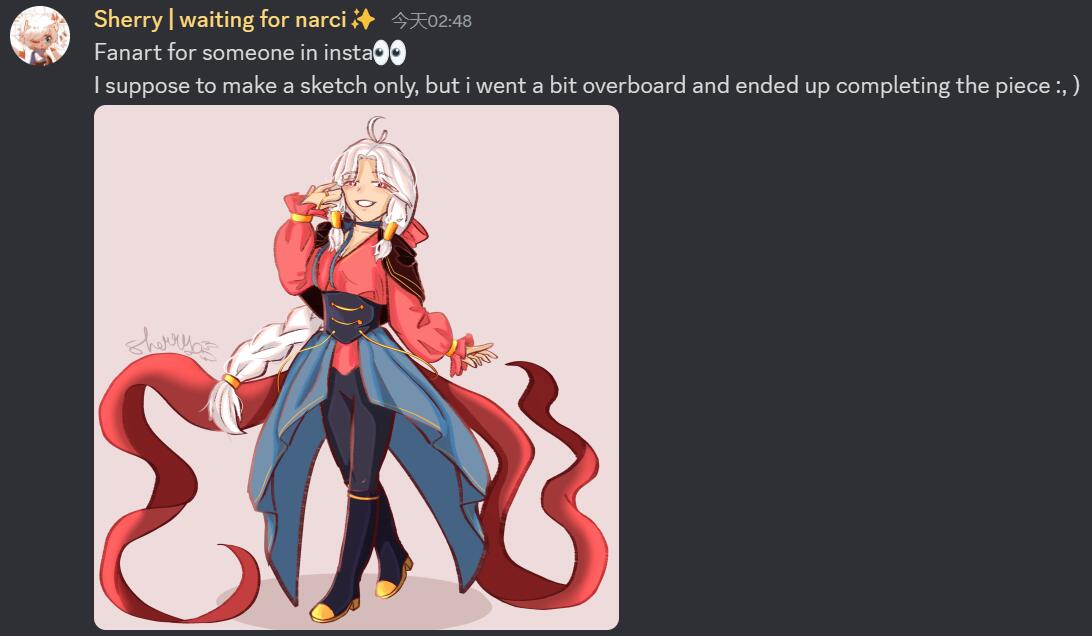 Sherry | waiting for narci✨ 今天02:48
Fanart for someone in insta👀
I suppose to make a sketch only, but i went a bit overboard and ended up completing the piece :, )
Sherry